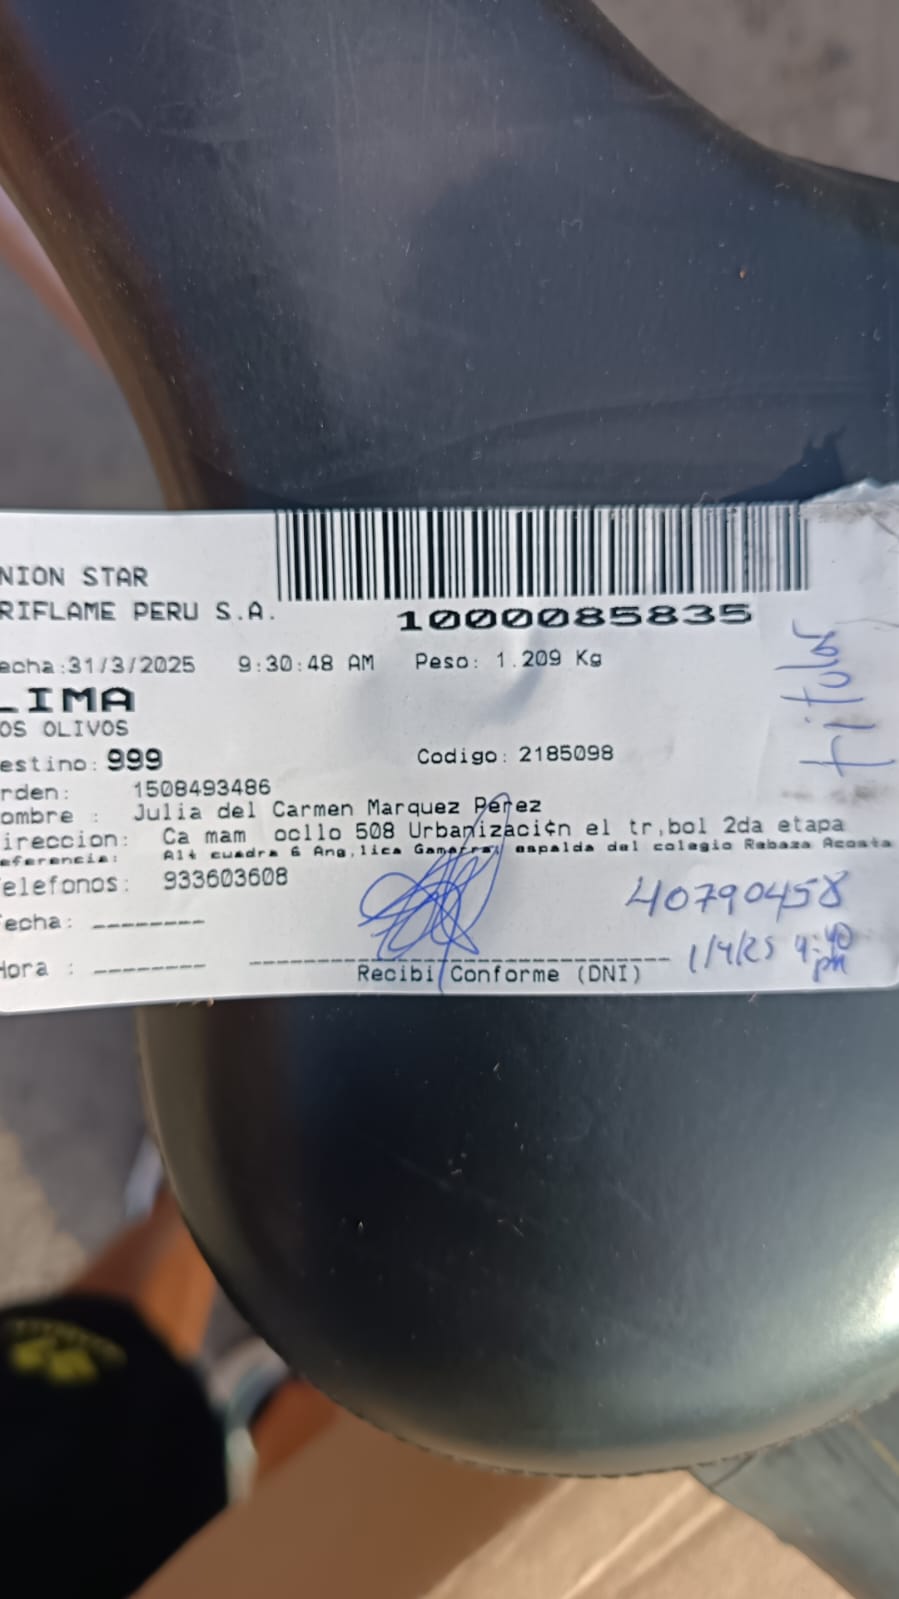 NION STAR
RIFLAME PERU S.A.
1000085835
echa:31/3/2025 9:30:48 AM Peso: 1.209 Kg
LIMA
OS OLIVOS
estino: 999 Codigo: 2185098
rden: 1508493486
ombre : Julia del Carmen Marquez Perez
ireccion: Ca mam ocllo 508 Urbanizaci¢n el tr,bol 2da etapa
eferencia: Alt cuadra 6 Ang,lica Gamarra; espalda del colegio Rebaza Acosta
elefonos: 933603608
echa: --------
Hora : --------
Recibi Conforme (DNI)
40790458
1/4/25 4:40 pm
titular